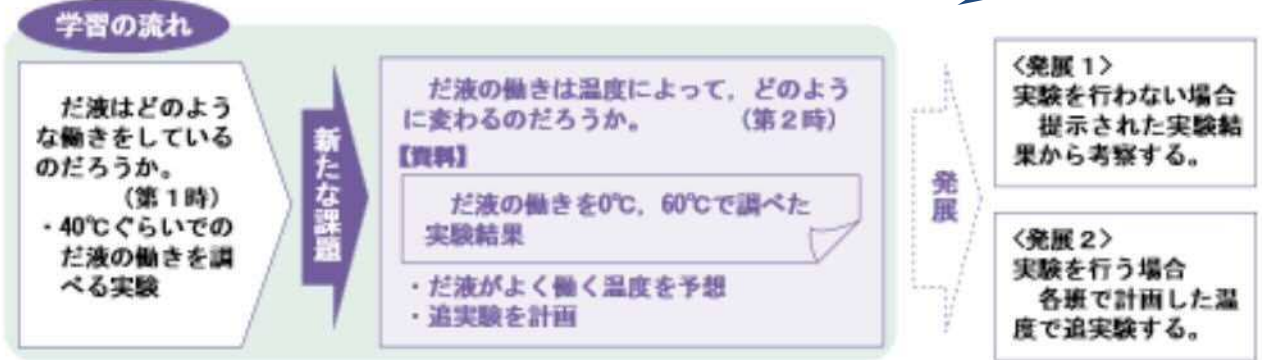 学習の流れ
だ液はどのよう
な働きをしている
のだろうか。
（第１時）
・40℃ぐらいでの
だ液の働きを調
べる実験
新たな課題
だ液の働きは温度によって，どのよう
に変わるのだろうか。 （第２時）
【資料】
だ液の働きを0℃，60℃で調べた
実験結果
・だ液がよく働く温度を予想
・追実験を計画
発展
〈発展１〉
実験を行わない場合
提示された実験結
果から考察する。
〈発展２〉
実験を行う場合
各班で計画した温
度で追実験する。